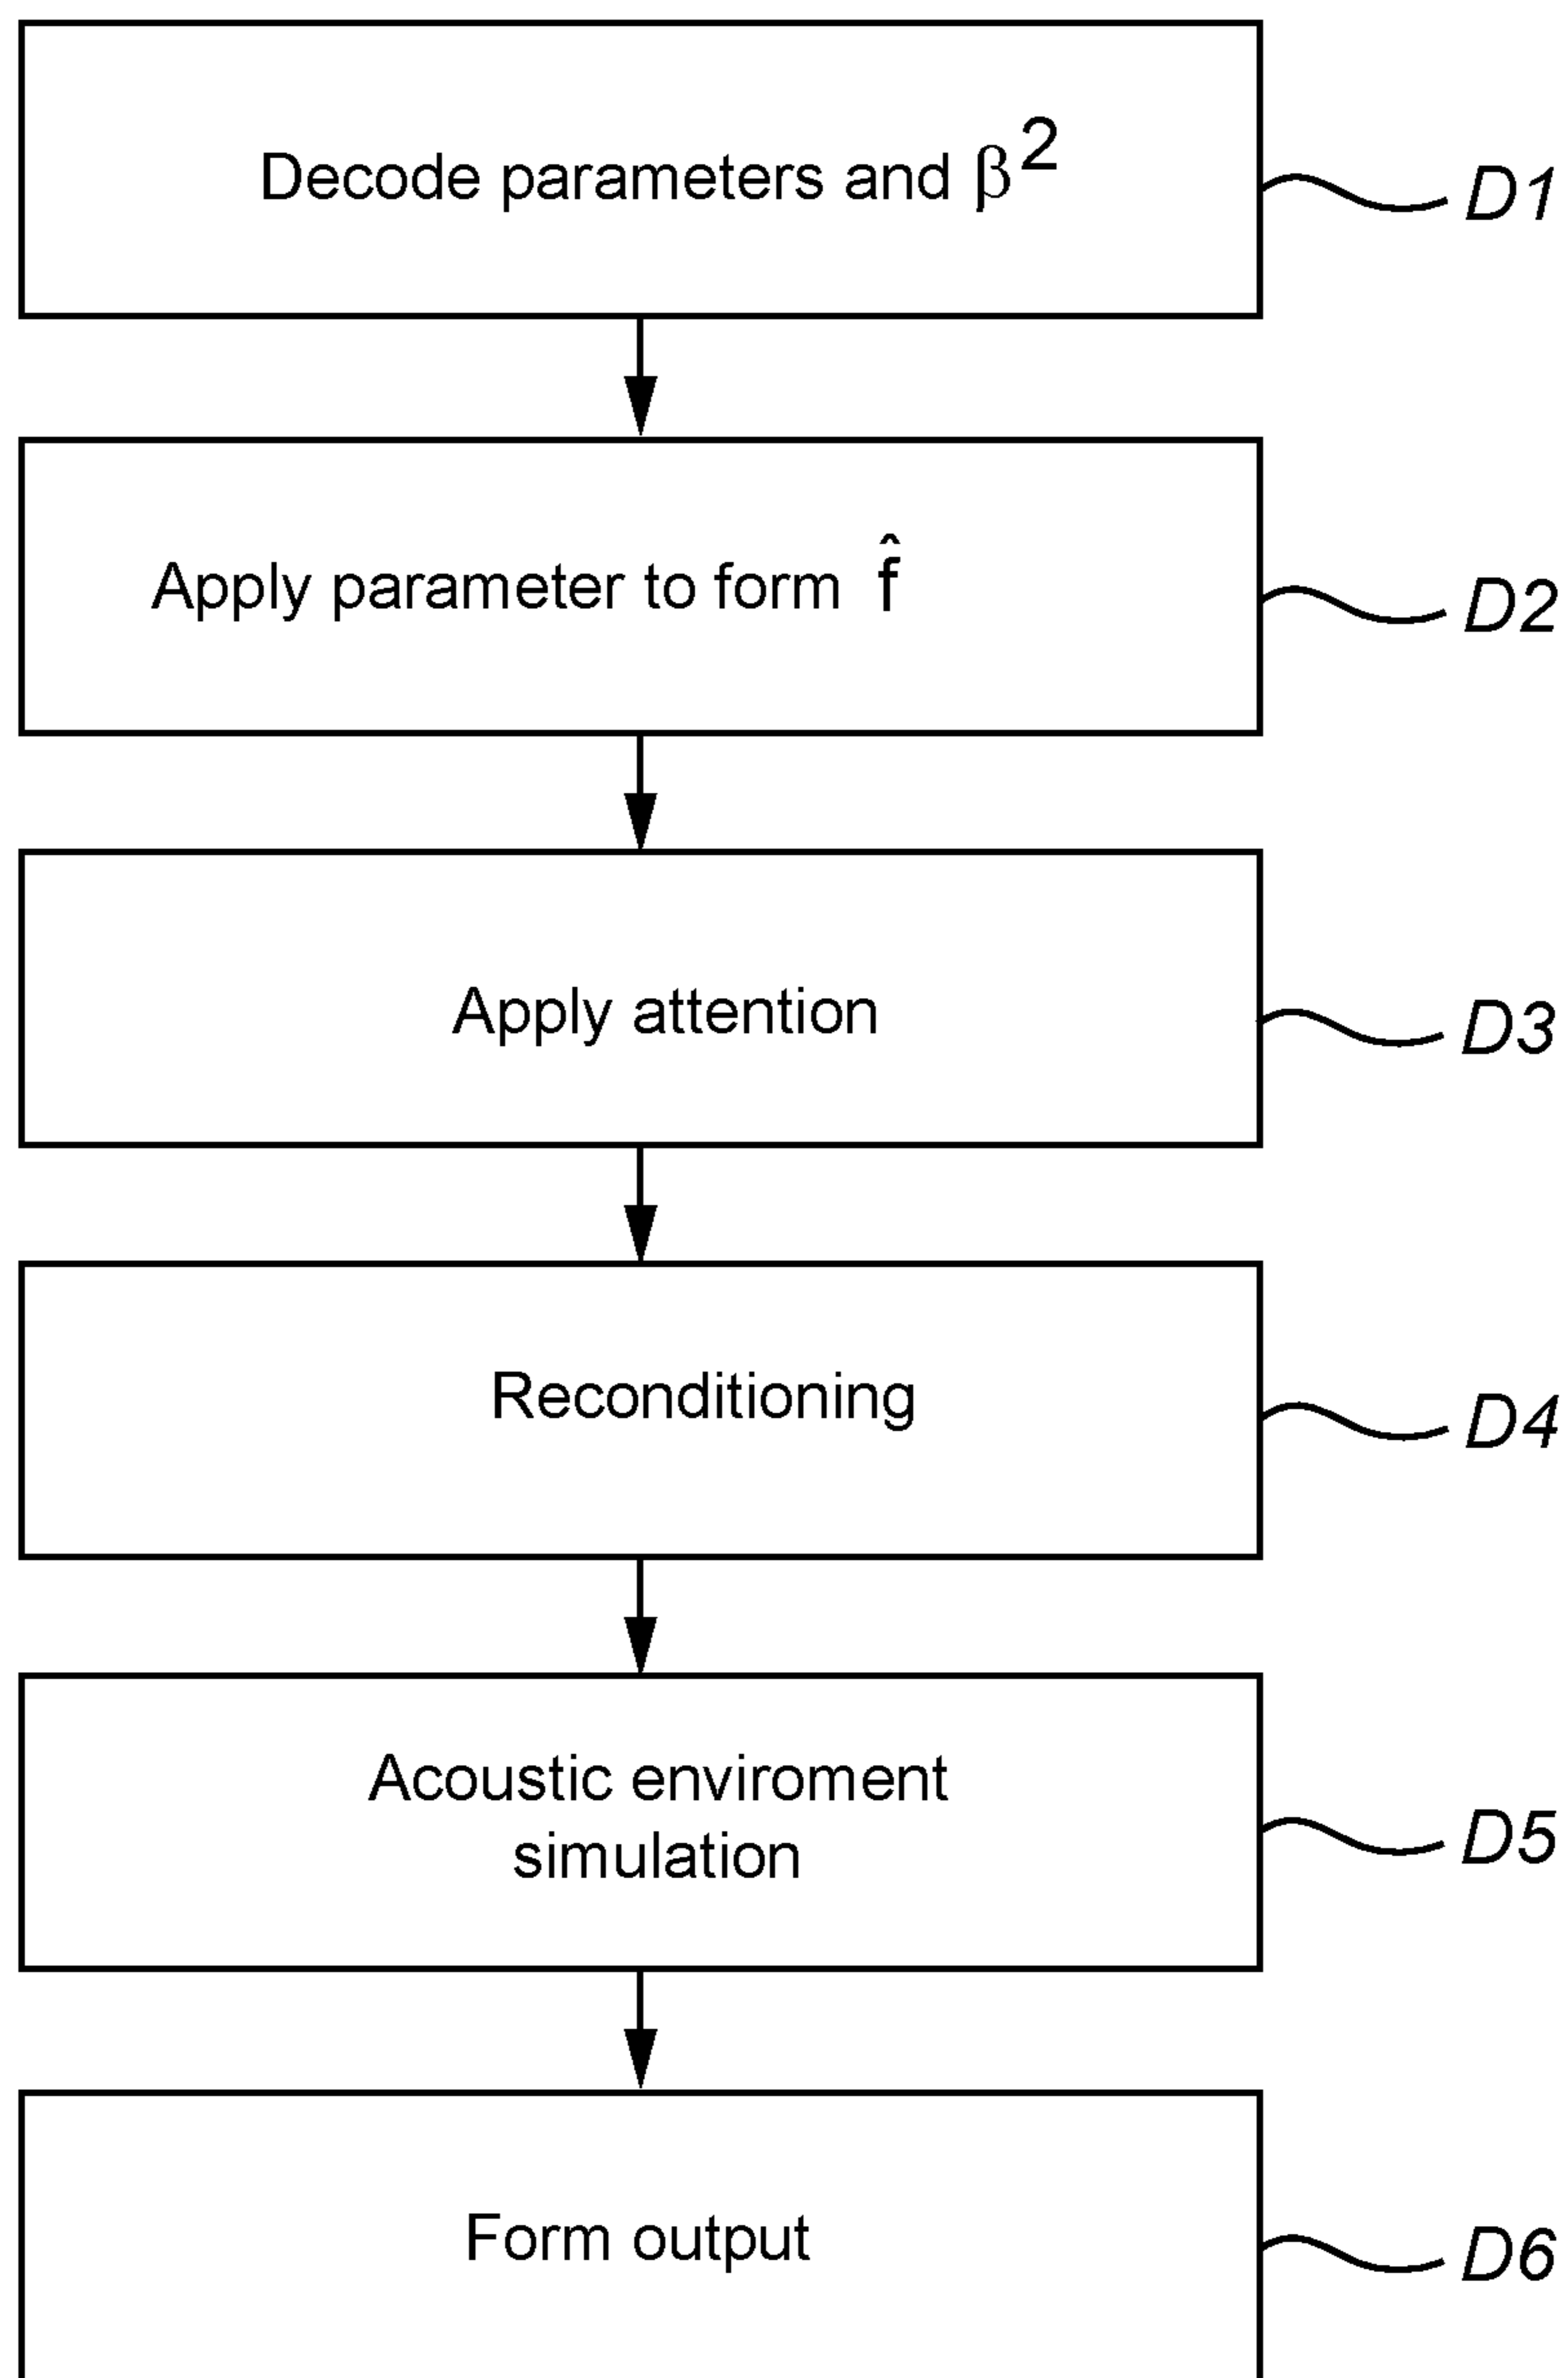 Decode parameters and β²
D1
Apply parameter to form f̂
D2
Apply attention
D3
Reconditioning
D4
Acoustic enviroment
simulation
D5
Form output
D6